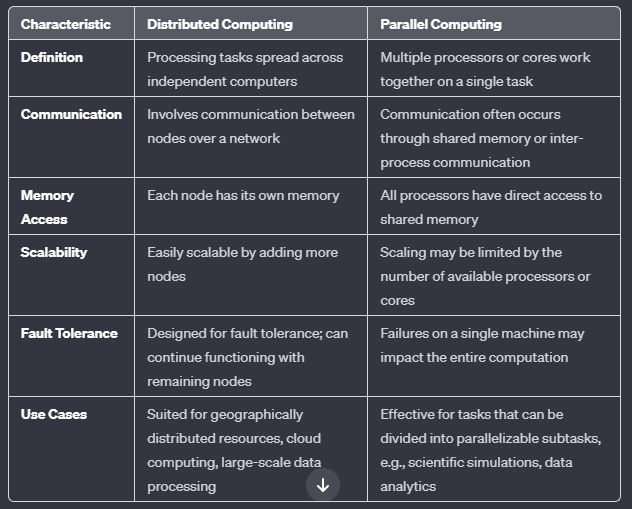 Characteristic Distributed Computing Parallel Computing
Definition Processing tasks spread across Multiple processors or cores work
independent computers together on a single task
Communication Involves communication between Communication often occurs
nodes over a network through shared memory or inter-
process communication
Memory Each node has its own memory All processors have direct access to
Access shared memory
Scalability Easily scalable by adding more Scaling may be limited by the
nodes number of available processors or
cores
Fault Tolerance Designed for fault tolerance; can Failures on a single machine may
continue functioning with impact the entire computation
remaining nodes
Use Cases Suited for geographically Effective for tasks that can be
distributed resources, cloud divided into parallelizable subtasks,
computing, large-scale data e.g., scientific simulations, data
processing analytics